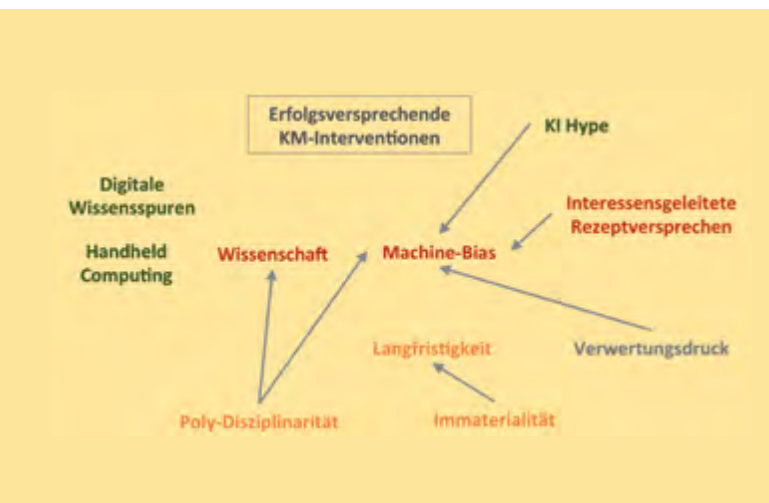 Erfolgsversprechende
KM-Interventionen
KI Hype
Digitale
Wissensspuren
Interessensgeleitete
Rezeptversprechen
Handheld
Computing
Wissenschaft
Machine-Bias
Langfristigkeit
Verwertungsdruck
Poly-Disziplinarität
Immaterialität